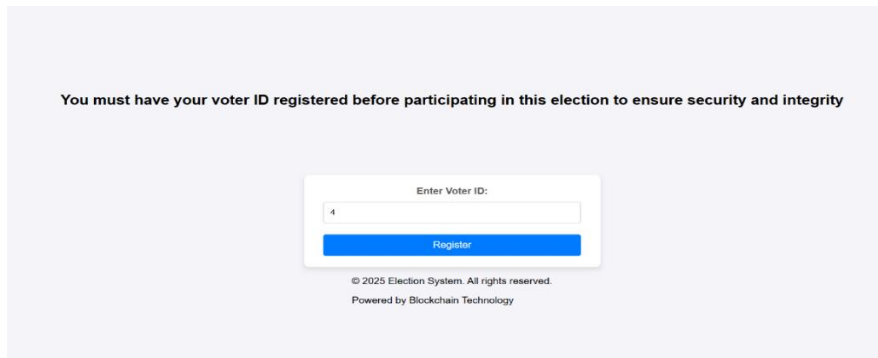 You must have your voter ID registered before participating in this election to ensure security and integrity
Enter Voter ID:
4
Register
© 2025 Election System. All rights reserved.
Powered by Blockchain Technology